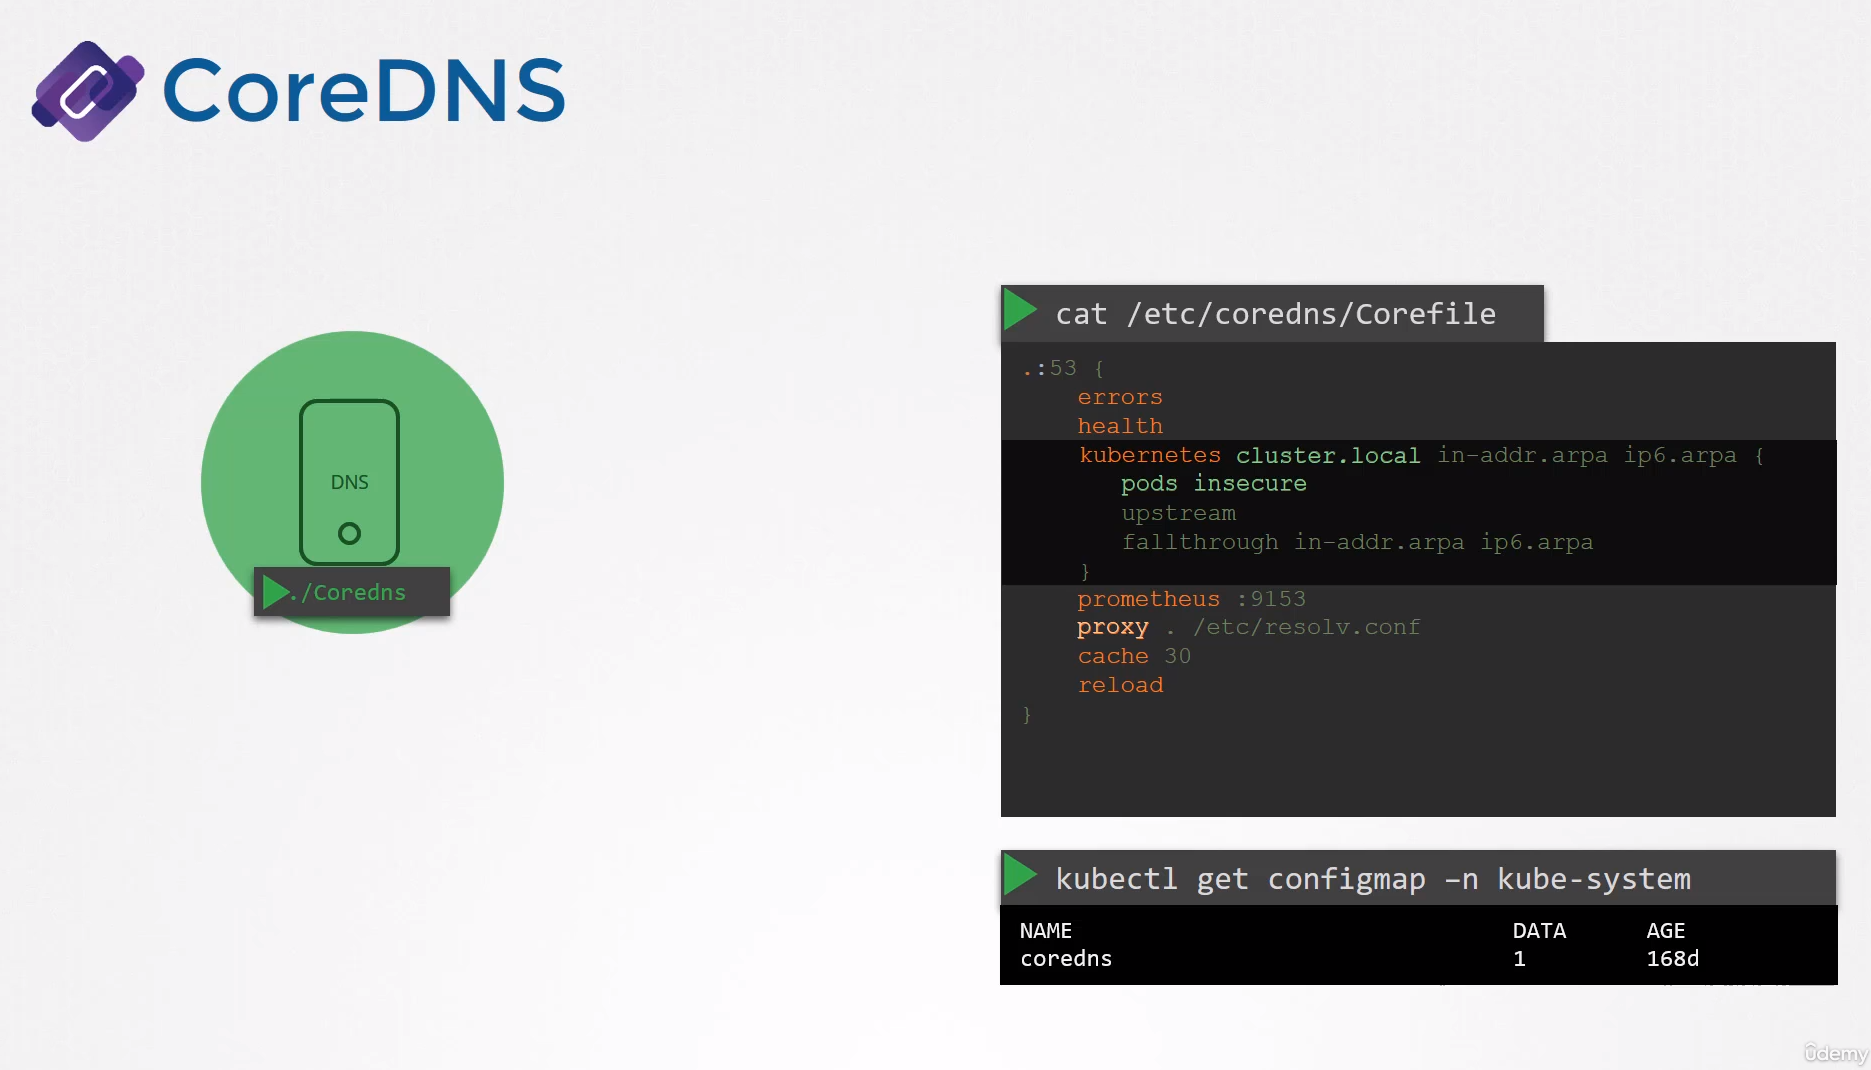 CoreDNS
DNS
./Coredns
cat /etc/coredns/Corefile
.:53 {
errors
health
kubernetes cluster.local in-addr.arpa ip6.arpa {
pods insecure
upstream
fallthrough in-addr.arpa ip6.arpa
}
prometheus :9153
proxy . /etc/resolv.conf
cache 30
reload
}
kubectl get configmap –n kube-system
NAME DATA AGE
coredns 1 168d
ûdemy